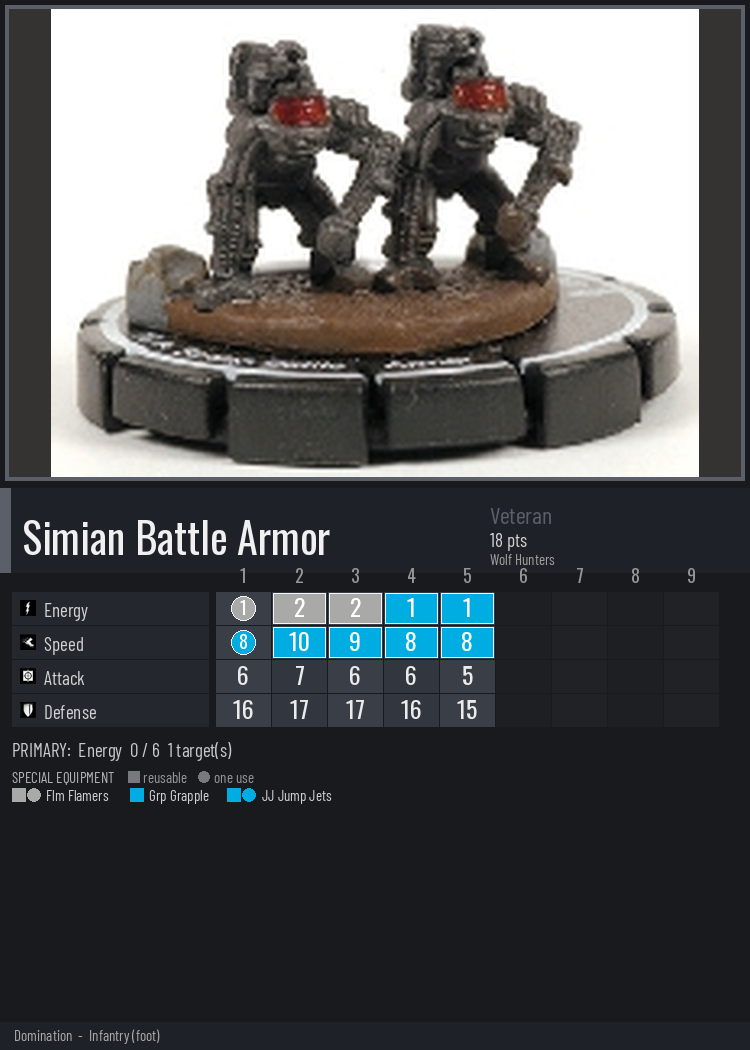 Simian Battle Armor
Veteran
18 pts
Wolf Hunters
1 2 3 4 5 6 7 8 9
Energy 1 2 2 1 1
Speed 8 10 9 8 8
Attack 6 7 6 6 5
Defense 16 17 17 16 15
PRIMARY: Energy 0 / 6 1 target(s)
SPECIAL EQUIPMENT reusable one use
Flm Flamers Grp Grapple JJ Jump Jets
Domination - Infantry (foot)